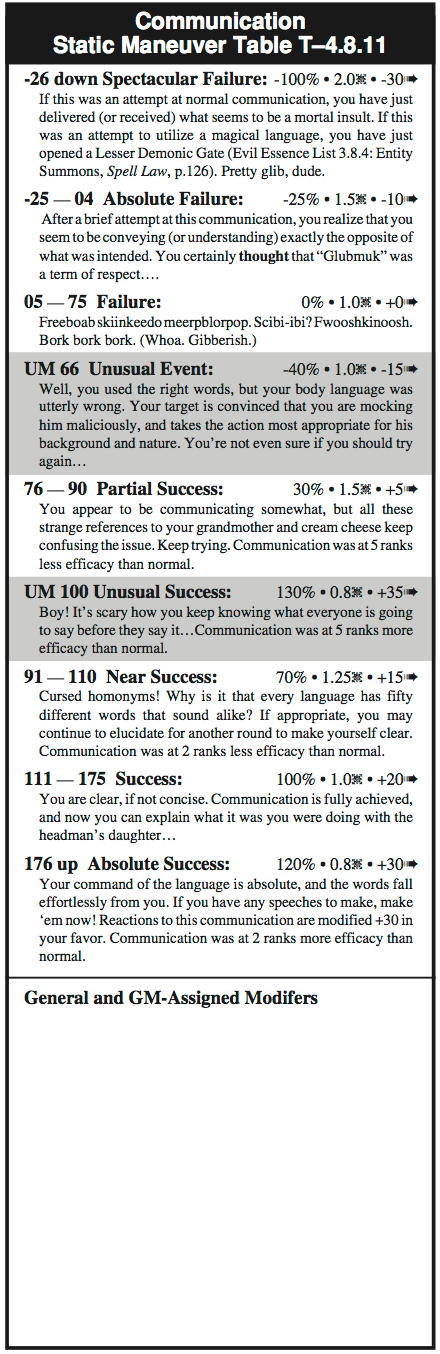 Communication
Static Maneuver Table T–4.8.11
-26 down Spectacular Failure: -100% • 2.0 • -30
If this was an attempt at normal communication, you have just
delivered (or received) what seems to be a mortal insult. If this
was an attempt to utilize a magical language, you have just
opened a Lesser Demonic Gate (Evil Essence List 3.8.4: Entity
Summons, Spell Law, p.126). Pretty glib, dude.
-25 — 04 Absolute Failure: -25% • 1.5 • -10
After a brief attempt at this communication, you realize that you
seem to be conveying (or understanding) exactly the opposite of
what was intended. You certainly thought that “Glubmuk” was
a term of respect….
05 — 75 Failure: 0% • 1.0 • +0
Freeboab skiinkeedo meerpblorpop. Scibi-ibi? Fwooshkinoosh.
Bork bork bork. (Whoa. Gibberish.)
UM 66 Unusual Event: -40% • 1.0 • -15
Well, you used the right words, but your body language was
utterly wrong. Your target is convinced that you are mocking
him maliciously, and takes the action most appropriate for his
background and nature. You’re not even sure if you should try
again…
76 — 90 Partial Success: 30% • 1.5 • +5
You appear to be communicating somewhat, but all these
strange references to your grandmother and cream cheese keep
confusing the issue. Keep trying. Communication was at 5 ranks
less efficacy than normal.
UM 100 Unusual Success: 130% • 0.8 • +35
Boy! It’s scary how you keep knowing what everyone is going
to say before they say it…Communication was at 5 ranks more
efficacy than normal.
91 — 110 Near Success: 70% • 1.25 • +15
Cursed homonyms! Why is it that every language has fifty
different words that sound alike? If appropriate, you may
continue to elucidate for another round to make yourself clear.
Communication was at 2 ranks less efficacy than normal.
111 — 175 Success: 100% • 1.0 • +20
You are clear, if not concise. Communication is fully achieved,
and now you can explain what it was you were doing with the
headman’s daughter…
176 up Absolute Success: 120% • 0.8 • +30
Your command of the language is absolute, and the words fall
effortlessly from you. If you have any speeches to make, make
‘em now! Reactions to this communication are modified +30 in
your favor. Communication was at 2 ranks more efficacy than
normal.
General and GM-Assigned Modifers